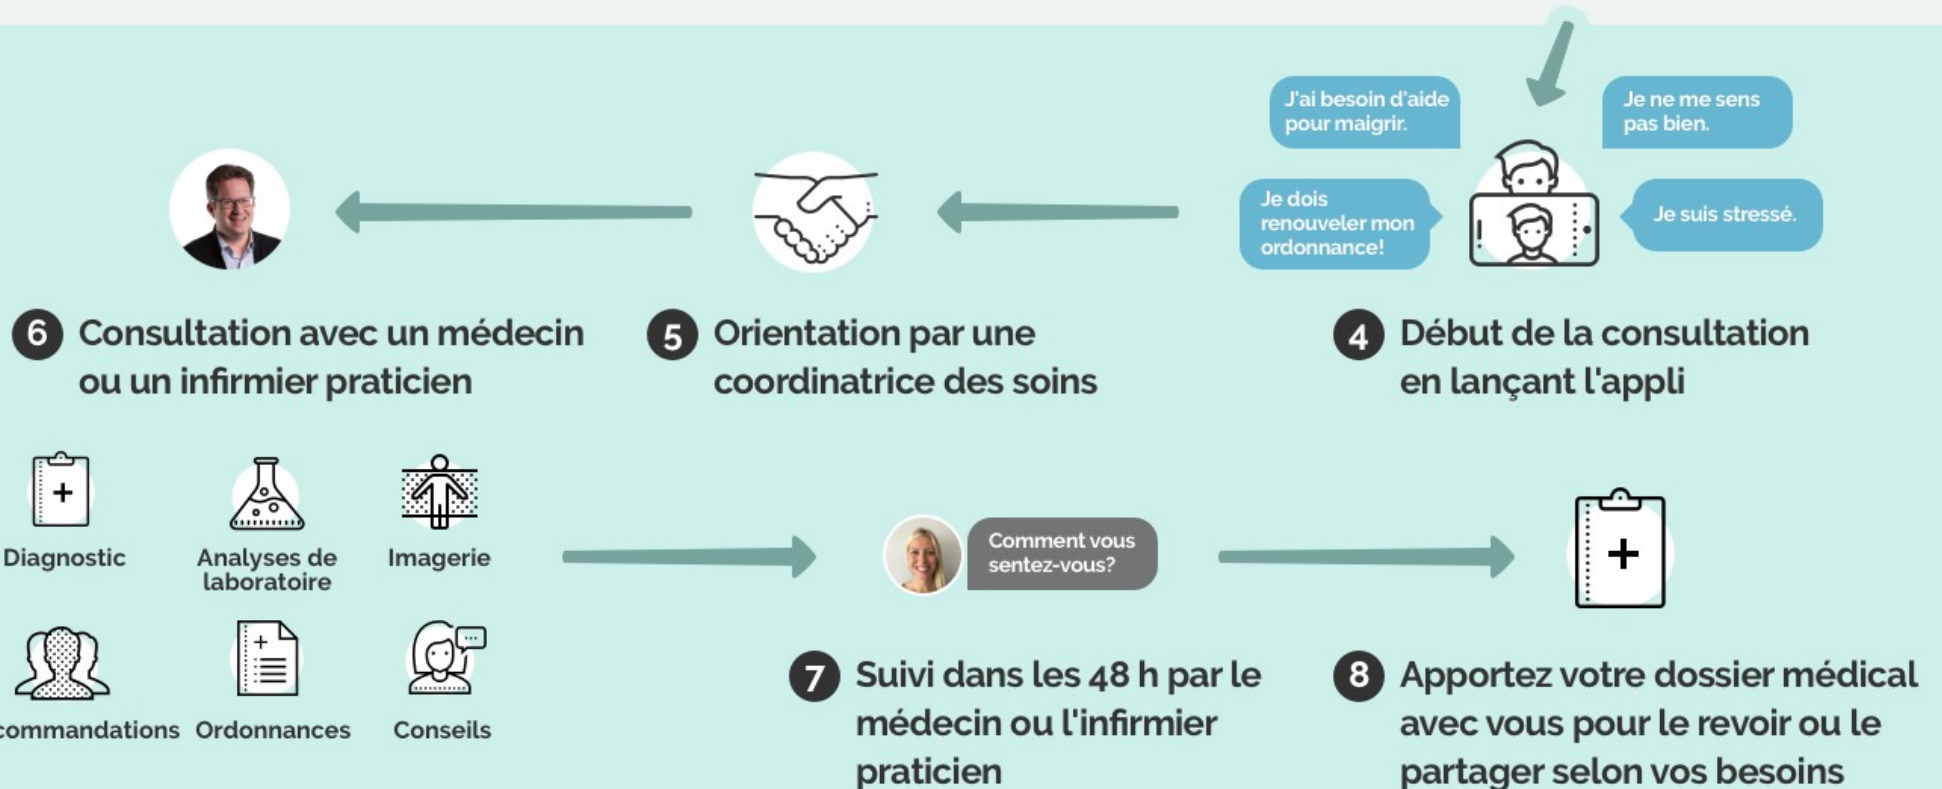 J'ai besoin d'aide
pour maigrir.
Je ne me sens
pas bien.
Je dois
renouveler mon
ordonnance!
Je suis stressé.
4 Début de la consultation
en lançant l'appli
5 Orientation par une
coordinatrice des soins
6 Consultation avec un médecin
ou un infirmier praticien
Diagnostic
Analyses de
laboratoire
Imagerie
commandations
Ordonnances
Conseils
Comment vous
sentez-vous?
7 Suivi dans les 48 h par le
médecin ou l'infirmier
praticien
8 Apportez votre dossier médical
avec vous pour le revoir ou le
partager selon vos besoins